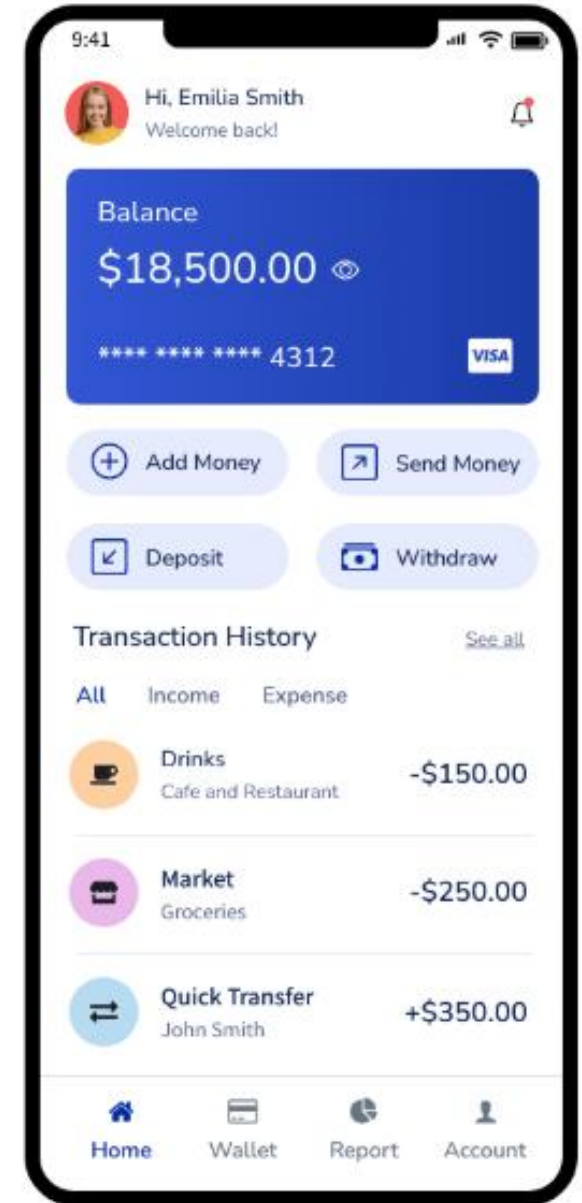 9:41
Hi, Emilia Smith
Welcome back!
Balance
$18,500.00
**** **** **** 4312
VISA
Add Money
Send Money
Deposit
Withdraw
Transaction History
See all
All Income Expense
Drinks
Cafe and Restaurant
-$150.00
Market
Groceries
-$250.00
Quick Transfer
John Smith
+$350.00
Home Wallet Report Account